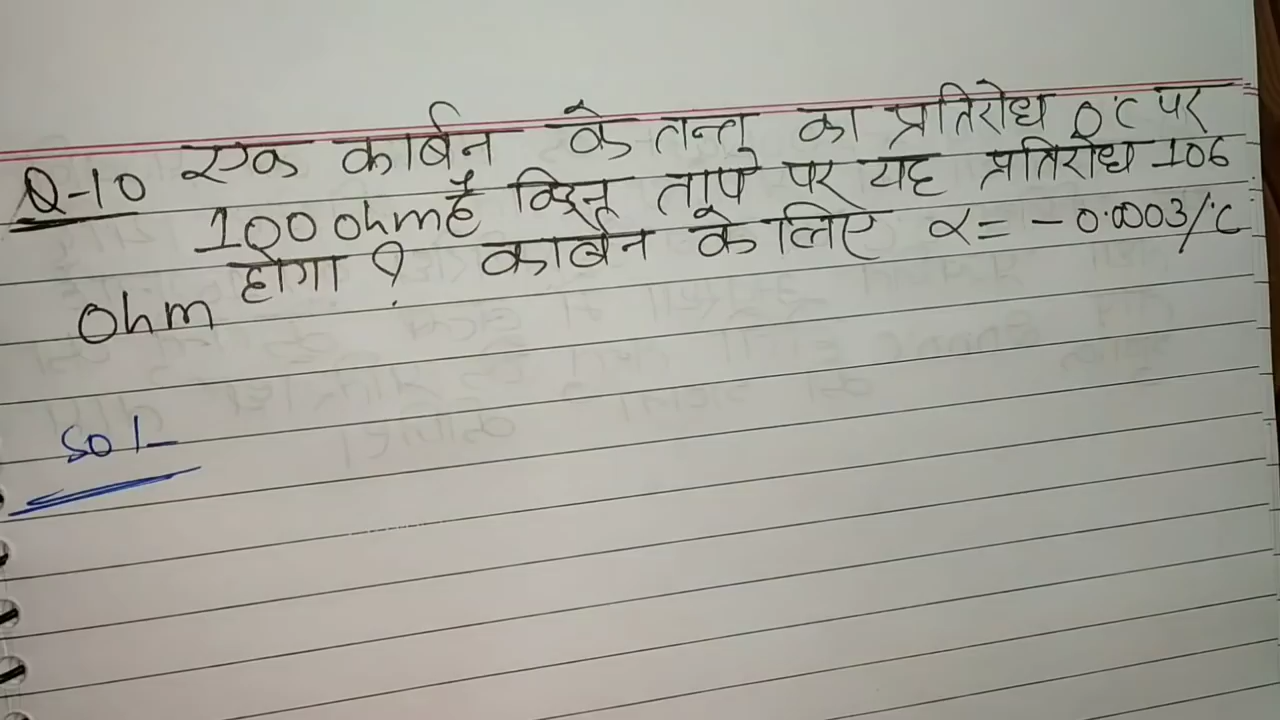 Q-10 एक कार्बन के तन्तु का प्रतिरोध 0°C पर
100 ohm है किस ताप पर यह प्रतिरोध 106
ohm होगा ? कार्बन के लिए α = - 0.0003/°C
Sol-